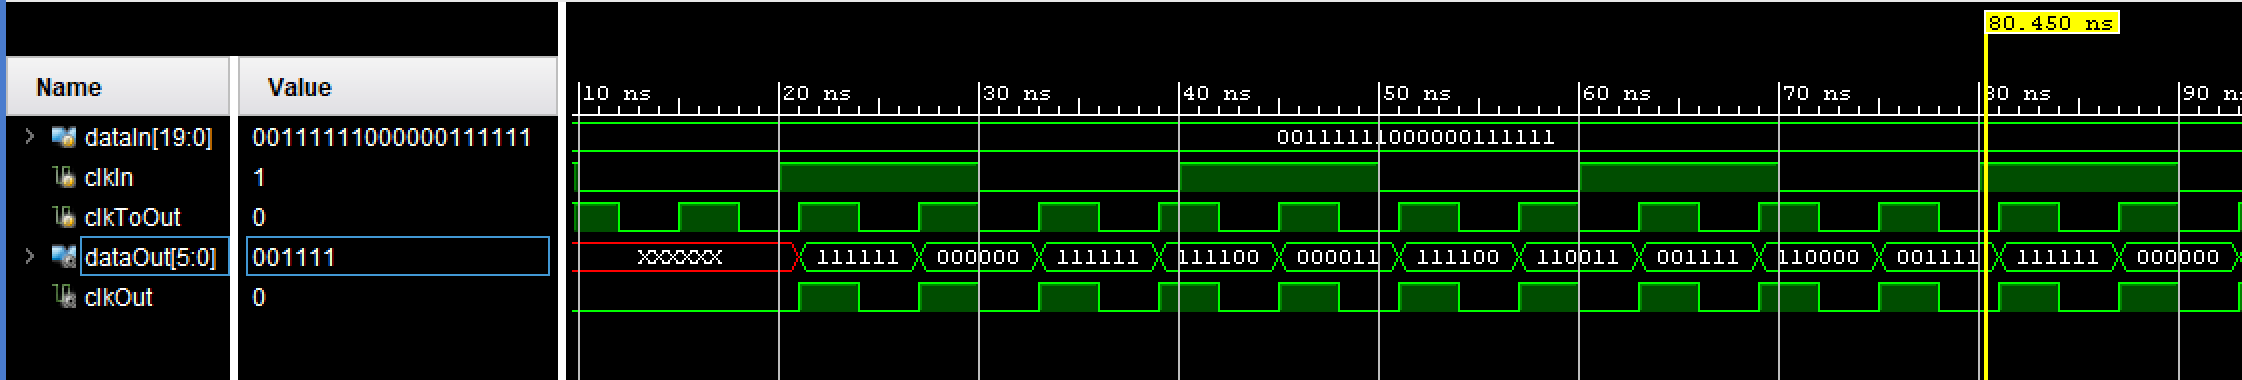 80.450 ns
Name Value
10 ns 20 ns 30 ns 40 ns 50 ns 60 ns 70 ns 80 ns 90 n
dataIn[19:0] 00111111000000111111 00111111000000111111
clkIn 1
clkToOut 0
dataOut[5:0] 001111 XXXXXX 111111 000000 111111 111100 000011 111100 110011 001111 110000 001111 111111 000000
clkOut 0